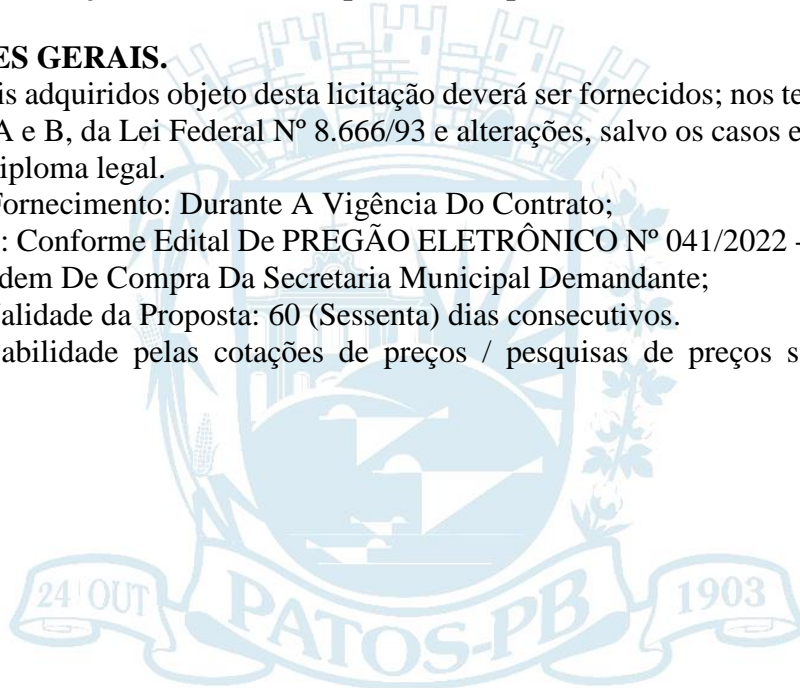 ES GERAIS.
is adquiridos objeto desta licitação deverá ser fornecidos; nos te
A e B, da Lei Federal Nº 8.666/93 e alterações, salvo os casos e
iploma legal.
Fornecimento: Durante A Vigência Do Contrato;
: Conforme Edital De PREGÃO ELETRÔNICO Nº 041/2022 -
dem De Compra Da Secretaria Municipal Demandante;
alidade da Proposta: 60 (Sessenta) dias consecutivos.
abilidade pelas cotações de preços / pesquisas de preços s
24 OUT
PATOS-PB
1903